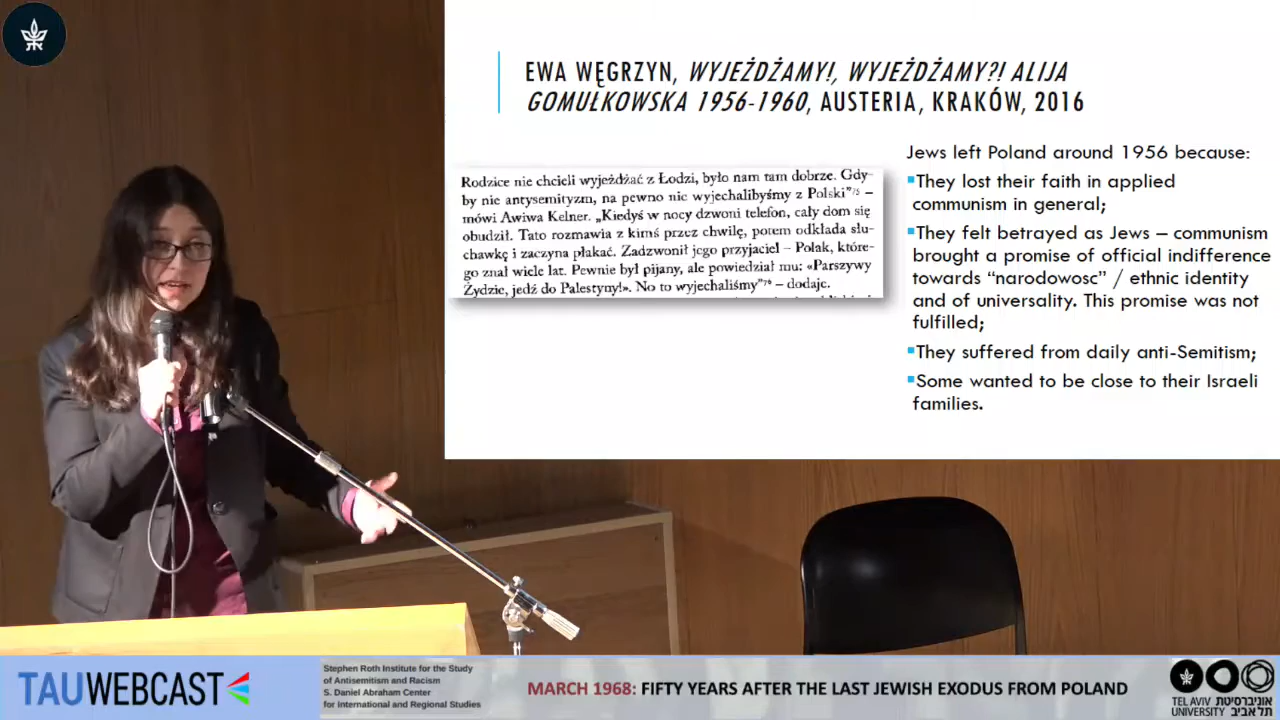 EWA WĘGRZYN, WYJEŻDŻAMY!, WYJEŻDŻAMY?! ALIJA
GOMUŁKOWSKA 1956-1960, AUSTERIA, KRAKÓW, 2016
Rodzice nie chcieli wyjeżdżać z Łodzi, było nam tam dobrze. Gdy-
by nie antysemityzm, na pewno nie wyjechalibyśmy z Polski”⁷⁵ –
mówi Awiwa Kelner. „Kiedyś w nocy dzwoni telefon, cały dom się
obudził. Tato rozmawia z kimś przez chwilę, potem odkłada słu-
chawkę i zaczyna płakać. Zadzwonił jego przyjaciel – Polak, które-
go znał wiele lat. Pewnie był pijany, ale powiedział mu: «Parszywy
Żydzie, jedź do Palestyny!». No to wyjechaliśmy”⁷⁶ – dodaje.
Jews left Poland around 1956 because:
▪They lost their faith in applied
communism in general;
▪They felt betrayed as Jews – communism
brought a promise of official indifference
towards “narodowosc” / ethnic identity
and of universality. This promise was not
fulfilled;
▪They suffered from daily anti-Semitism;
▪Some wanted to be close to their Israeli
families.
TAUWEBCAST
Stephen Roth Institute for the Study
of Antisemitism and Racism
S. Daniel Abraham Center
for International and Regional Studies
MARCH 1968: FIFTY YEARS AFTER THE LAST JEWISH EXODUS FROM POLAND
TEL AVIV אוניברסיטת
UNIVERSITY תל אביב